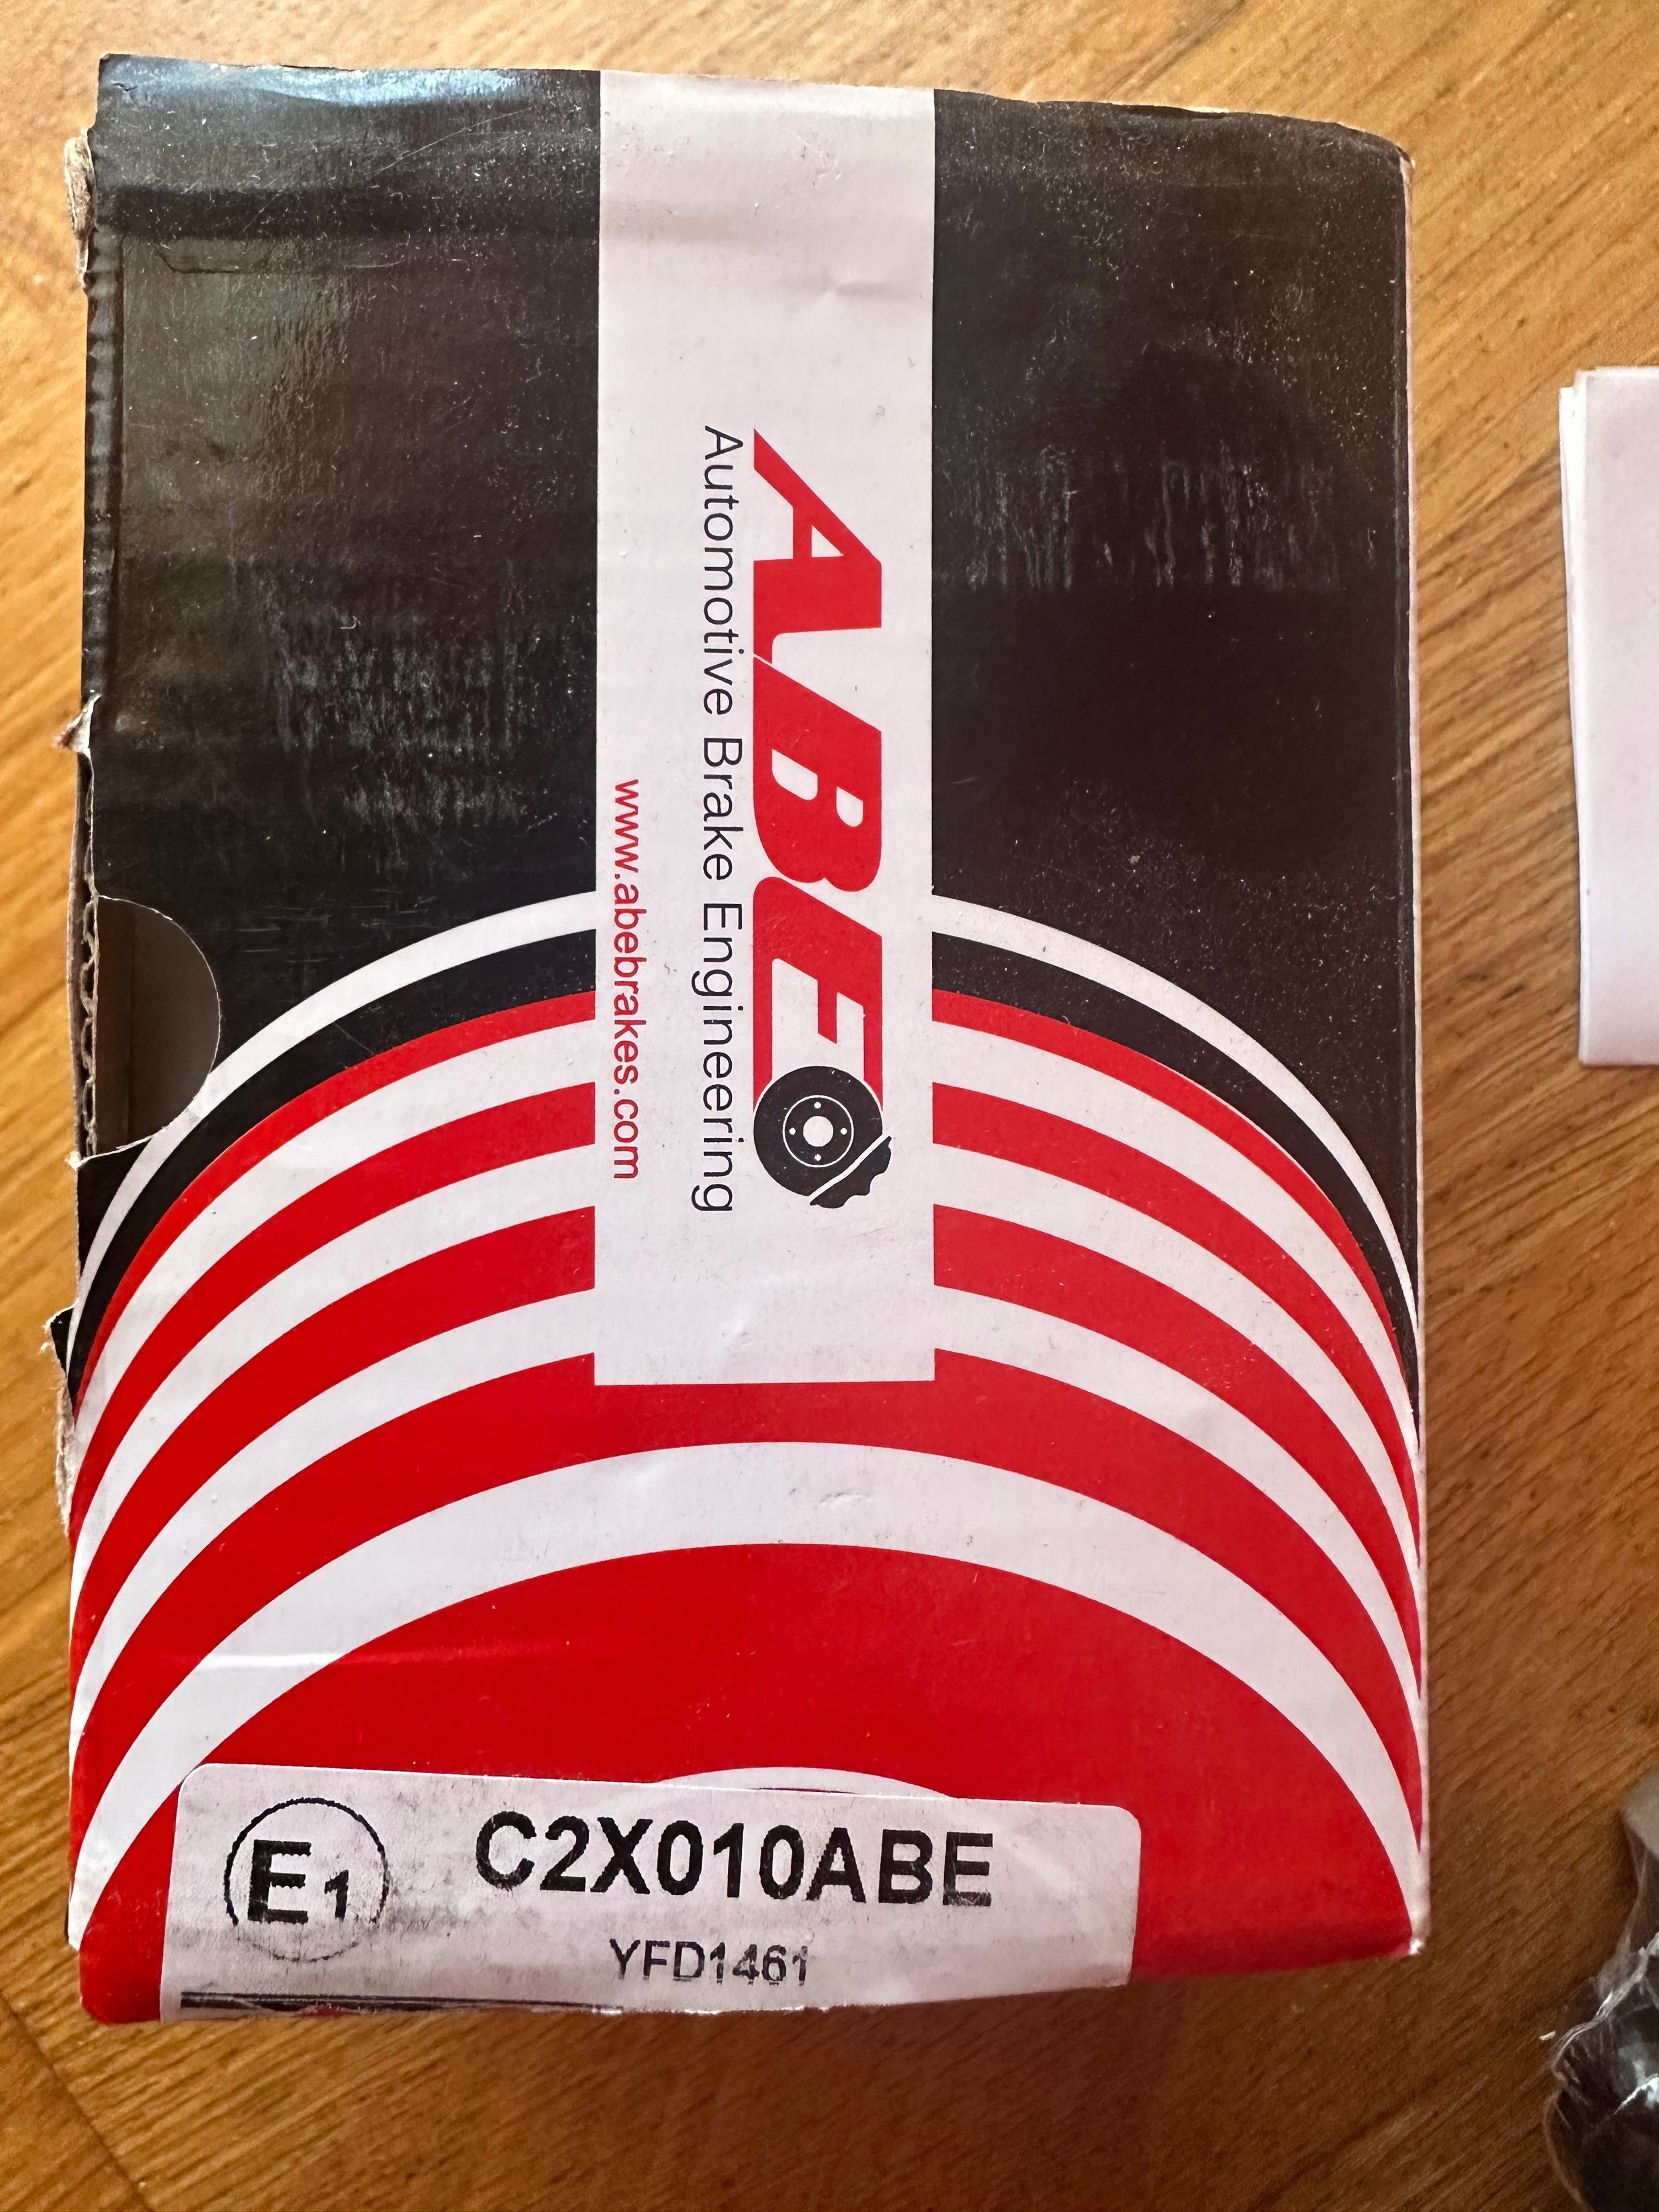 ABE
Automotive Brake Engineering
www.abebrakes.com
E1
C2X010ABE
YFD1461